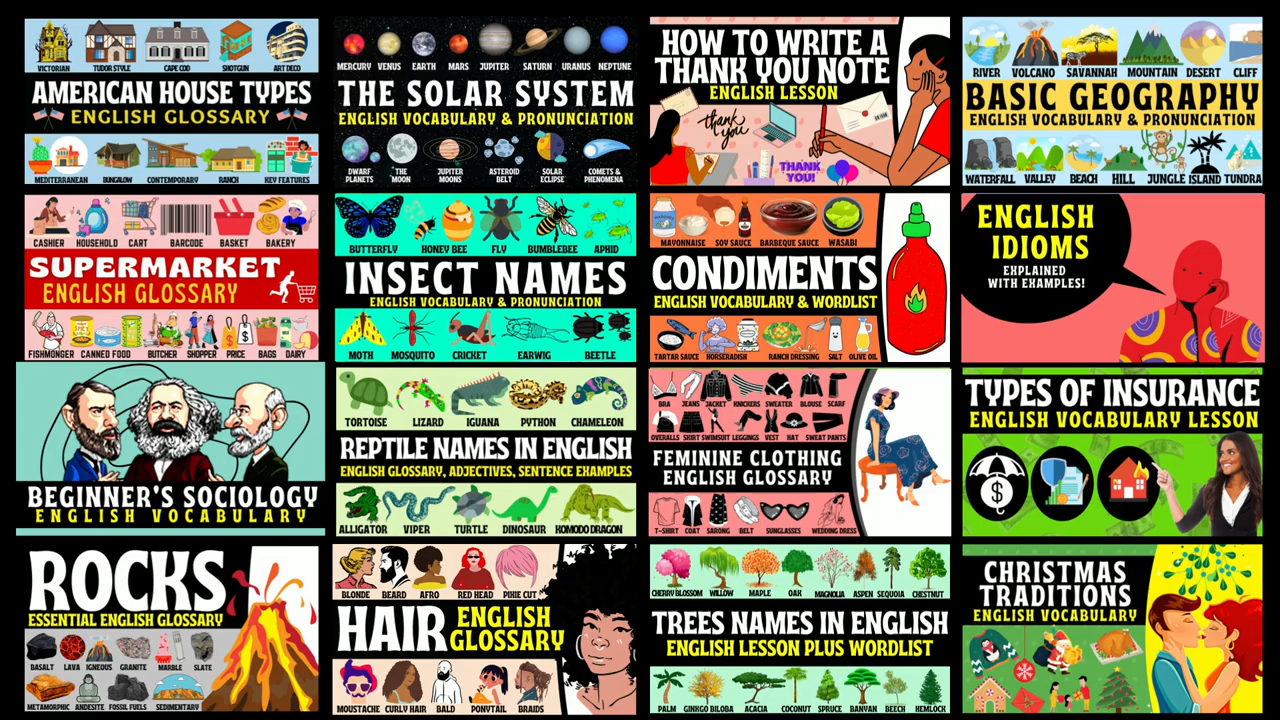 VICTORIAN TUDOR STYLE CAPE COD SHOTGUN ART DECO
AMERICAN HOUSE TYPES
ENGLISH GLOSSARY
MEDITERRANEAN BUNGALOW CONTEMPORARY RANCH KEY FEATURES
MERCURY VENUS EARTH MARS JUPITER SATURN URANUS NEPTUNE
THE SOLAR SYSTEM
ENGLISH VOCABULARY & PRONUNCIATION
DWARF PLANETS THE MOON JUPITER MOONS ASTEROID BELT SOLAR ECLIPSE COMETS & PHENOMENA
HOW TO WRITE A
THANK YOU NOTE
ENGLISH LESSON
thank you
THANK YOU!
RIVER VOLCANO SAVANNAH MOUNTAIN DESERT CLIFF
BASIC GEOGRAPHY
ENGLISH VOCABULARY & PRONUNCIATION
WATERFALL VALLEY BEACH HILL JUNGLE ISLAND TUNDRA
CASHIER HOUSEHOLD CART BARCODE BASKET BAKERY
SUPERMARKET
ENGLISH GLOSSARY
FISHMONGER CANNED FOOD BUTCHER SHOPPER PRICE BAGS DAIRY
BUTTERFLY HONEY BEE FLY BUMBLEBEE APHID
INSECT NAMES
ENGLISH VOCABULARY & PRONUNCIATION
MOTH MOSQUITO CRICKET EARWIG BEETLE
MAYONNAISE SOY SAUCE BARBEQUE SAUCE WASABI
CONDIMENTS
ENGLISH VOCABULARY & WORDLIST
TARTAR SAUCE HORSERADISH RANCH DRESSING SALT OLIVE OIL
ENGLISH
IDIOMS
EXPLAINED
WITH EXAMPLES!
BEGINNER'S SOCIOLOGY
ENGLISH VOCABULARY
TORTOISE LIZARD IGUANA PYTHON CHAMELEON
REPTILE NAMES IN ENGLISH
ENGLISH GLOSSARY, ADJECTIVES, SENTENCE EXAMPLES
ALLIGATOR VIPER TURTLE DINOSAUR KOMODO DRAGON
BRA JEANS JACKET KNICKERS SWEATER BLOUSE SCARF
OVERALLS SKIRT SWIMSUIT LEGGINGS VEST HAT SWEAT PANTS
FEMININE CLOTHING
ENGLISH GLOSSARY
T-SHIRT COAT SARONG BELT SUNGLASSES WEDDING DRESS
TYPES OF INSURANCE
ENGLISH VOCABULARY LESSON
$
ROCKS
ESSENTIAL ENGLISH GLOSSARY
BASALT LAVA IGNEOUS GRANITE MARBLE SLATE
METAMORPHIC ANDESITE FOSSIL FUELS SEDIMENTARY
BLONDE BEARD AFRO RED HEAD PIXIE CUT
HAIR ENGLISH GLOSSARY
MOUSTACHE CURLY HAIR BALD PONYTAIL BRAIDS
CHERRY BLOSSOM WILLOW MAPLE OAK MAGNOLIA ASPEN SEQUOIA CHESTNUT
TREES NAMES IN ENGLISH
ENGLISH LESSON PLUS WORDLIST
PALM GINKGO BILOBA ACACIA COCONUT SPRUCE BANYAN BEECH HEMLOCK
CHRISTMAS
TRADITIONS
ENGLISH VOCABULARY